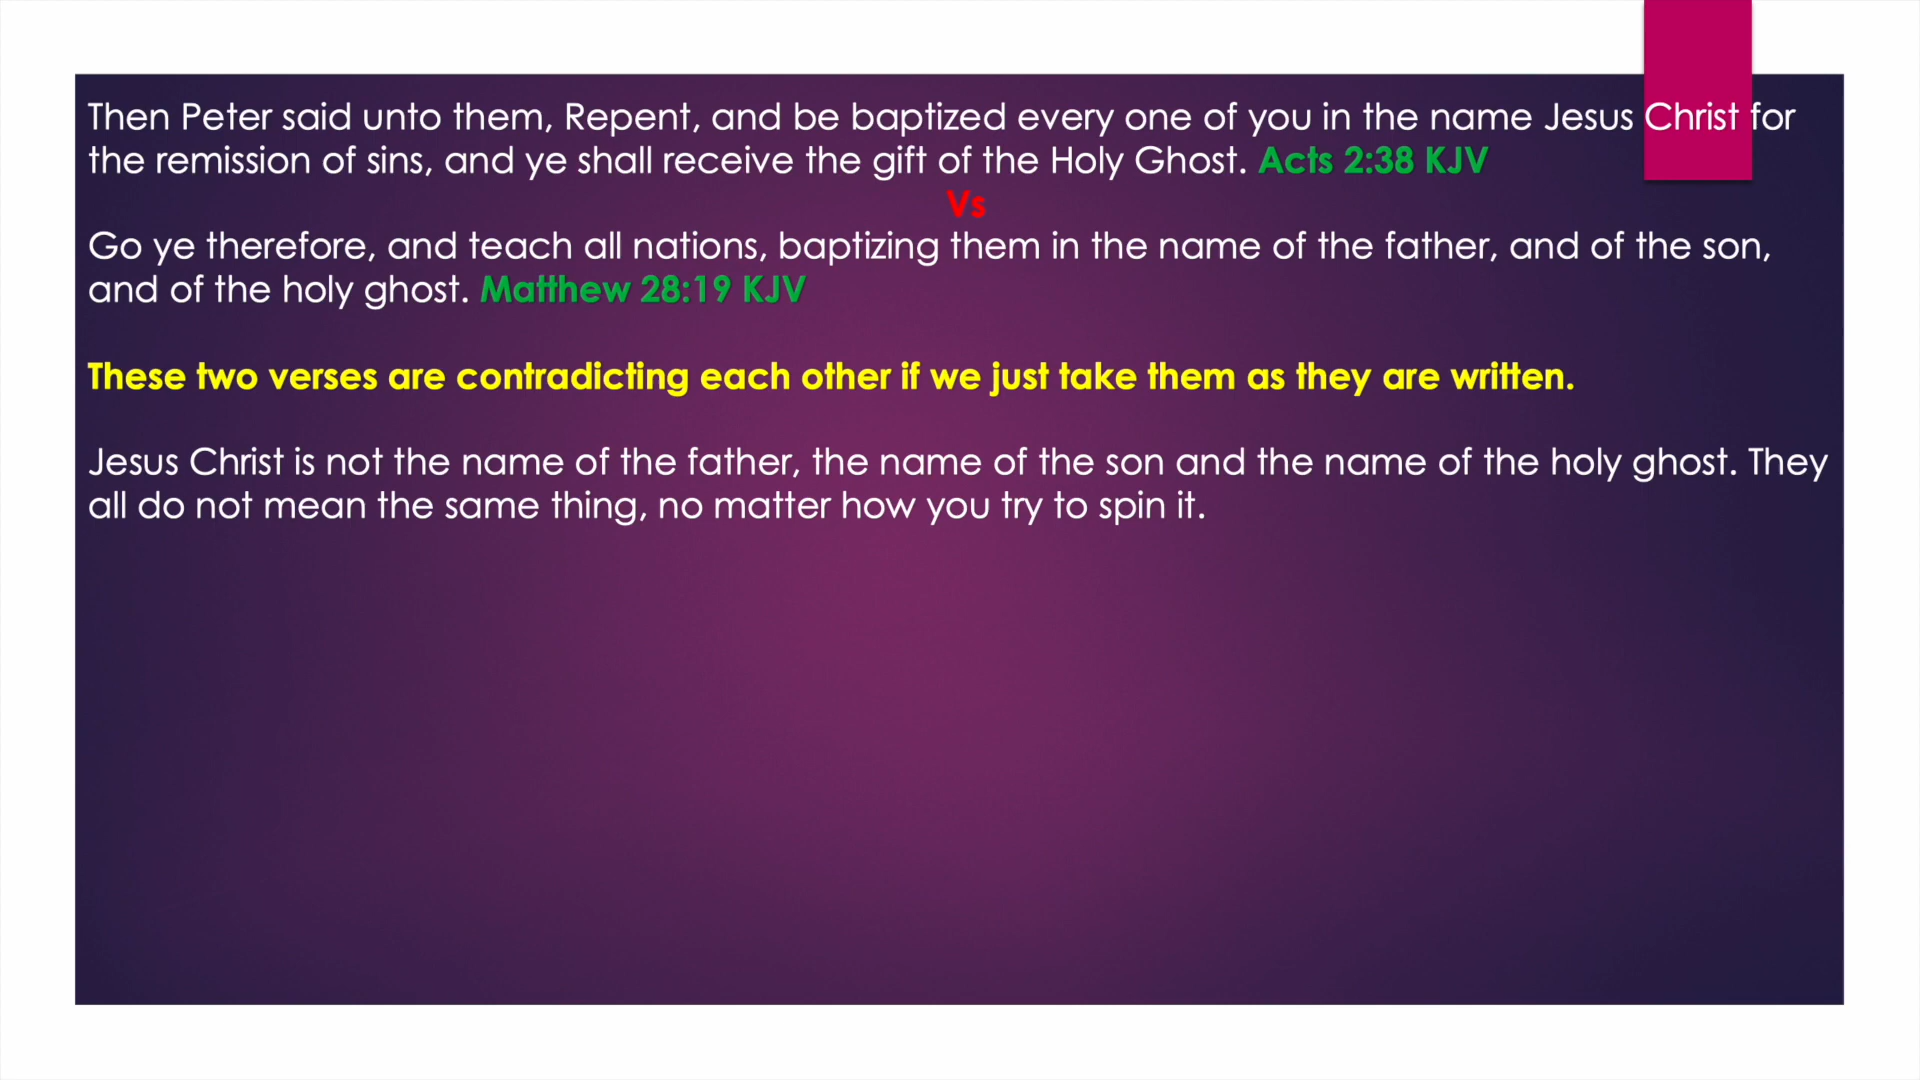 Then Peter said unto them, Repent, and be baptized every one of you in the name Jesus Christ for
the remission of sins, and ye shall receive the gift of the Holy Ghost. Acts 2:38 KJV
Vs
Go ye therefore, and teach all nations, baptizing them in the name of the father, and of the son,
and of the holy ghost. Matthew 28:19 KJV
These two verses are contradicting each other if we just take them as they are written.
Jesus Christ is not the name of the father, the name of the son and the name of the holy ghost. They
all do not mean the same thing, no matter how you try to spin it.